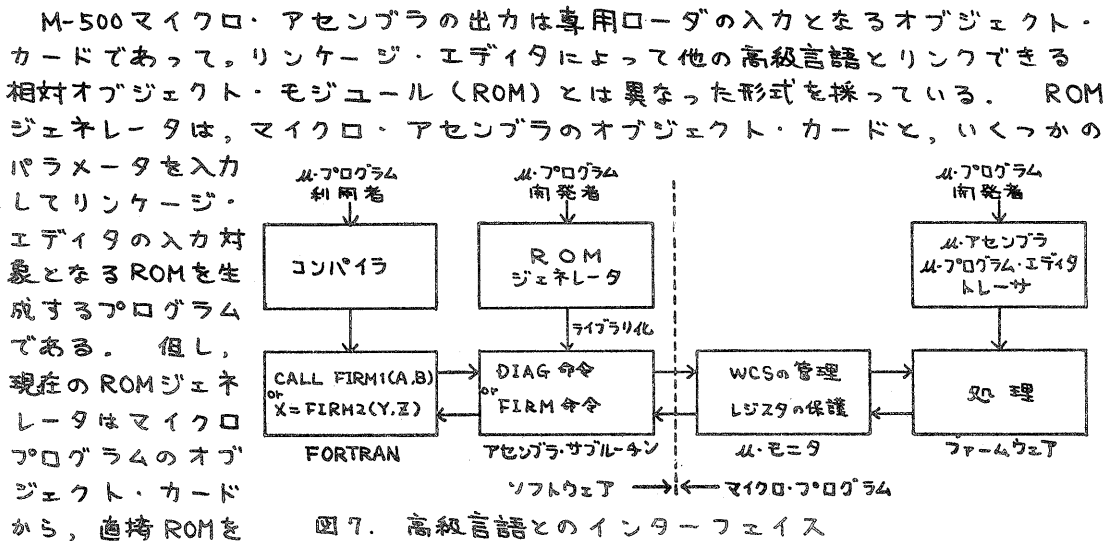 M-500マイクロ・アセンブラの出力は専用ローダの入力となるオブジェクト・
カードであって。リンケージ・エディタによって他の高級言語とリンクできる
相対オブジェクト・モジュール(ROM)とは異なった形式を採っている. ROM
ジェネレータは,マイクロ・アセンブラのオブジェクト・カードと,いくつかの
パラメータを入力
してリンケージ・
エディタの入力対
象となるROMを生
成するプログラム
である. 但し,
現在のROMジェネ
レータはマイクロ
プログラムのオブ
ジェクト・カード
から,直接ROMを
μ・プログラム
利用者
μ・プログラム
開発者
μ・プログラム
開発者
コンパイラ
ROM
ジェネレータ
μ・アセンブラ
μ・プログラム・エディタ
トレーサ
ライブラリ化
CALL FIRM1(A,B)
or
X=FIRM2(Y,Z)
DIAG 命令
or
FIRM 命令
WCSの管理
レジスタの保護
処理
FORTRAN
アセンブラ・サブルーチン
μ・モニタ
ファームウェア
ソフトウェア
マイクロ・プログラム
図7. 高級言語とのインターフェイス